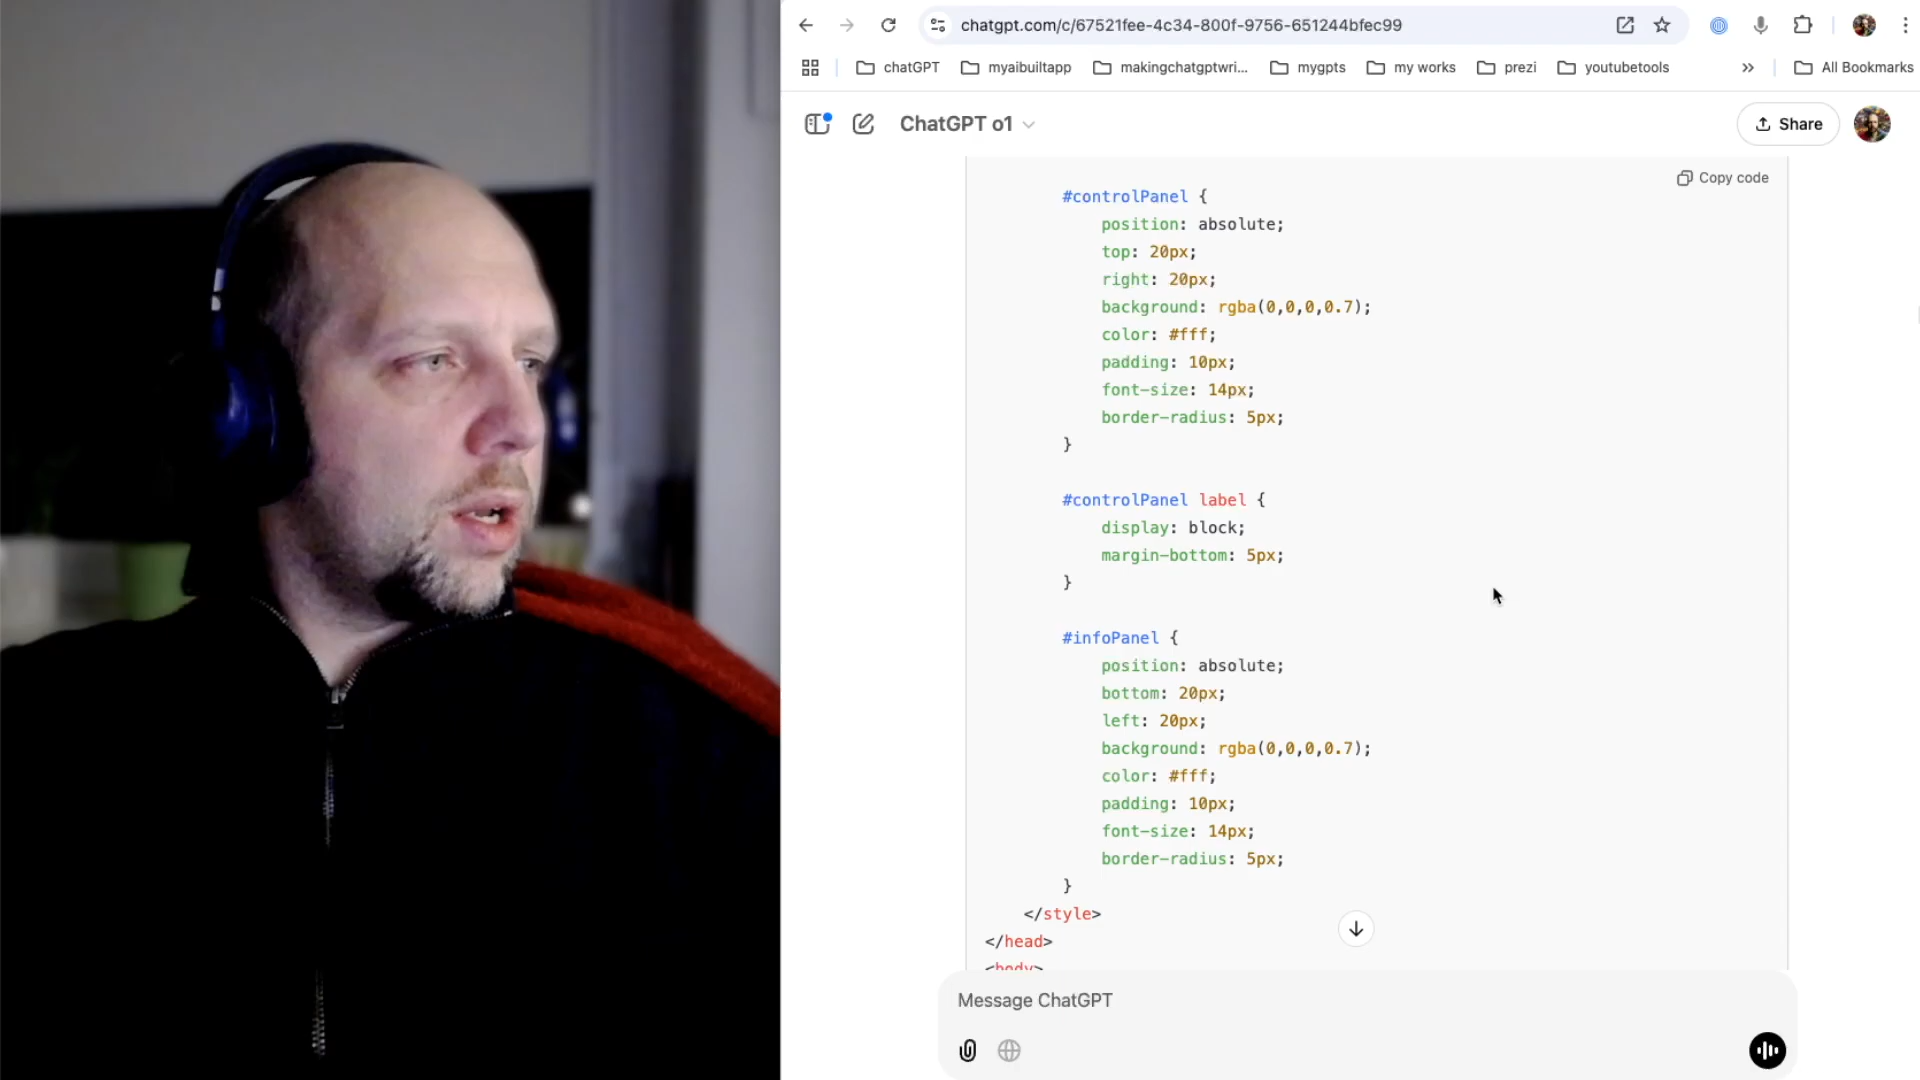 chatgpt.com/c/67521fee-4c34-800f-9756-651244bfec99
chatGPT myaibuiltapp makingchatgptwri... mygpts my works prezi youtubetools » All Bookmarks
ChatGPT o1
Share
Copy code
#controlPanel {
position: absolute;
top: 20px;
right: 20px;
background: rgba(0,0,0,0.7);
color: #fff;
padding: 10px;
font-size: 14px;
border-radius: 5px;
}
#controlPanel label {
display: block;
margin-bottom: 5px;
}
#infoPanel {
position: absolute;
bottom: 20px;
left: 20px;
background: rgba(0,0,0,0.7);
color: #fff;
padding: 10px;
font-size: 14px;
border-radius: 5px;
}
</style>
</head>
<body>
Message ChatGPT